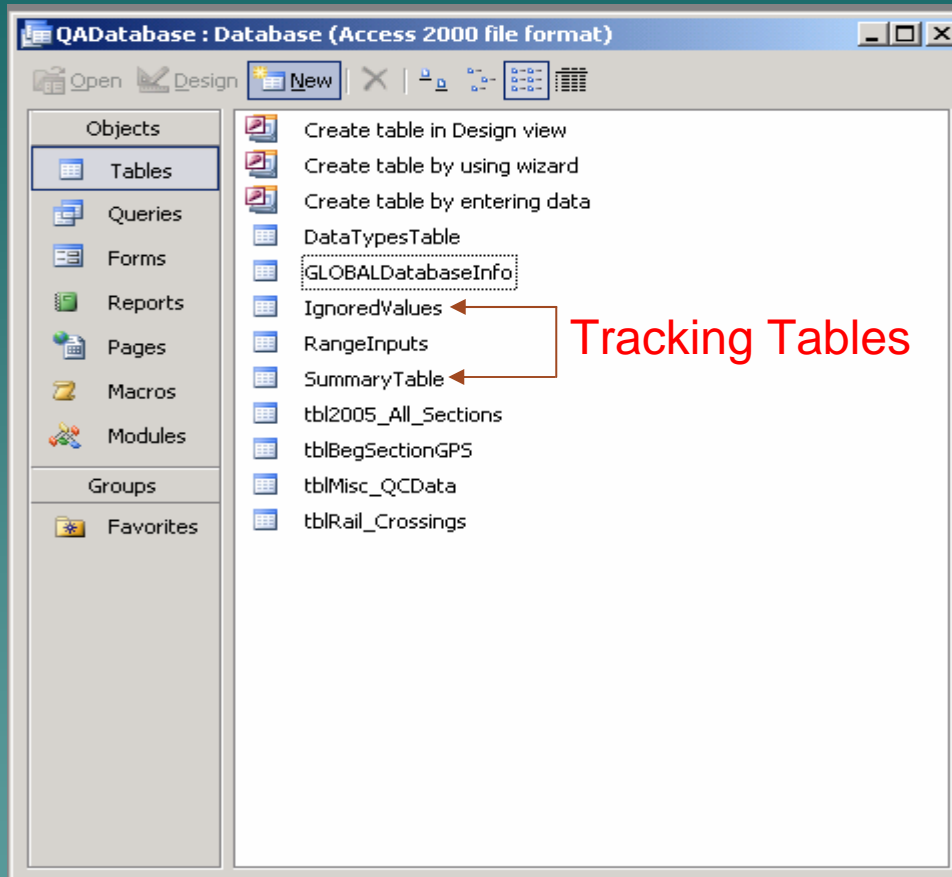 QADatabase : Database (Access 2000 file format)
Open Design New
Objects
Tables
Queries
Forms
Reports
Pages
Macros
Modules
Groups
Favorites
Create table in Design view
Create table by using wizard
Create table by entering data
DataTypesTable
GLOBALDatabaseInfo
IgnoredValues
RangeInputs
SummaryTable
tbl2005_All_Sections
tblBegSectionGPS
tblMisc_QCData
tblRail_Crossings
Tracking Tables